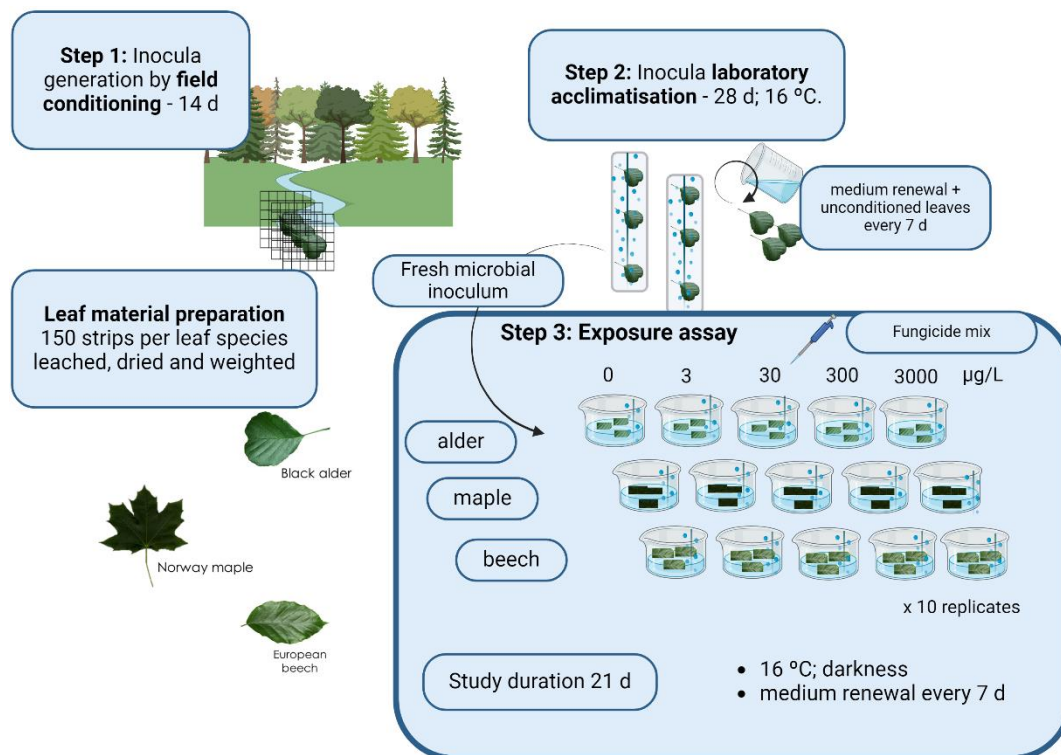 Step 1: Inocula
generation by field
conditioning - 14 d
Step 2: Inocula laboratory
acclimatisation - 28 d; 16 ºC.
medium renewal +
unconditioned leaves
every 7 d
Fresh microbial
inoculum
Leaf material preparation
150 strips per leaf species
leached, dried and weighted
Black alder
Norway maple
European
beech
Step 3: Exposure assay
Fungicide mix
0 3 30 300 3000 µg/L
alder
maple
beech
x 10 replicates
Study duration 21 d
• 16 ºC; darkness
• medium renewal every 7 d